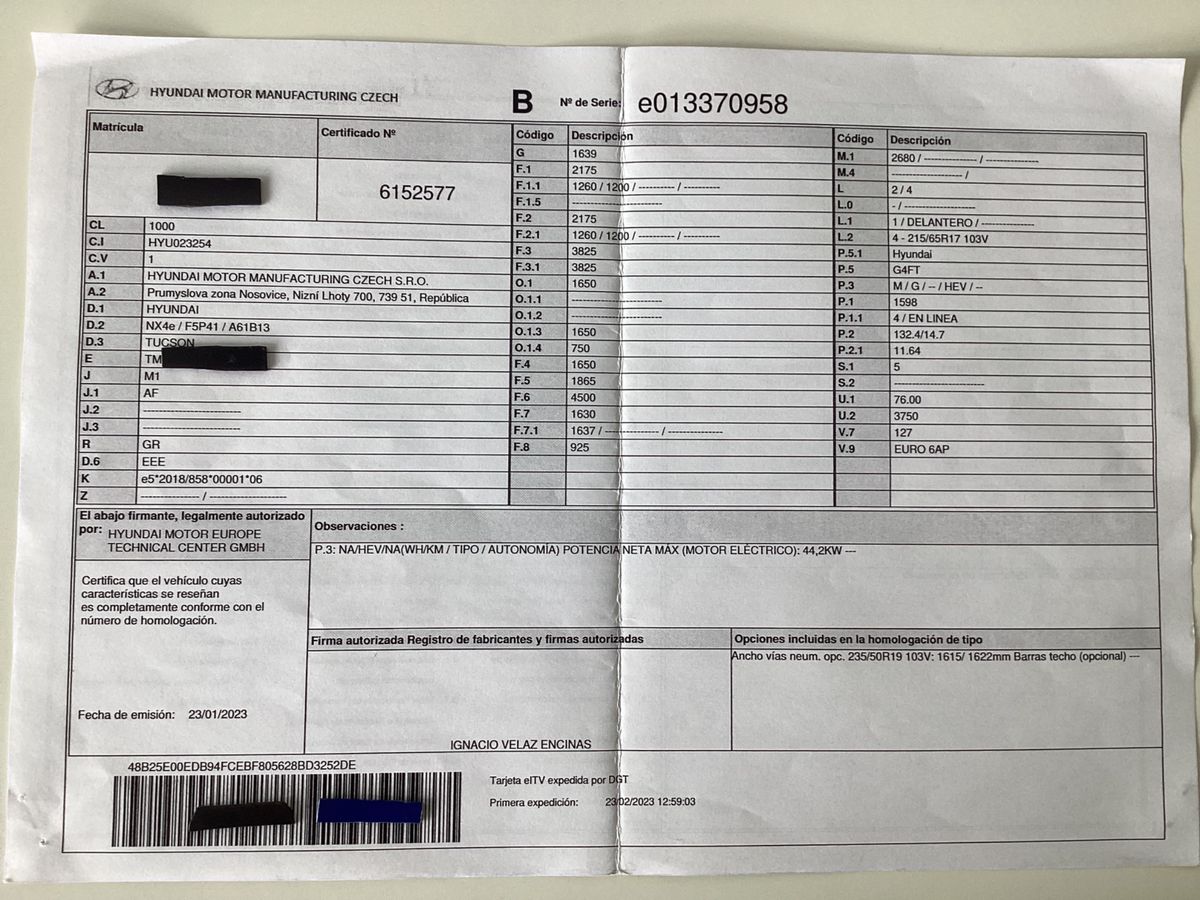 HYUNDAI MOTOR MANUFACTURING CZECH
B Nº de Serie: e013370958
Matrícula
Certificado Nº
6152577
CL 1000
C.I HYU023254
C.V 1
A.1 HYUNDAI MOTOR MANUFACTURING CZECH S.R.O.
A.2 Prumyslova zona Nosovice, Nizní Lhoty 700, 739 51, República
D.1 HYUNDAI
D.2 NX4e / F5P41 / A61B13
D.3 TUCSON
E TM
J M1
J.1 AF
J.2 -------------------------
J.3 -------------------------
R GR
D.6 EEE
K e5*2018/858*00001*06
Z --------------- / --------------------
Código Descripción
G 1639
F.1 2175
F.1.1 1260 / 1200 / ---------- / ----------
F.1.5 -------------------------
F.2 2175
F.2.1 1260 / 1200 / ---------- / ----------
F.3 3825
F.3.1 3825
O.1 1650
O.1.1 -------------------------
O.1.2 -------------------------
O.1.3 1650
O.1.4 750
F.4 1650
F.5 1865
F.6 4500
F.7 1630
F.7.1 1637 / --------------- / ---------------
F.8 925
Código Descripción
M.1 2680 / --------------- / ---------------
M.4 -------------------- /
L 2 / 4
L.0 - / --------------------
L.1 1 / DELANTERO / ---------------
L.2 4 - 215/65R17 103V
P.5.1 Hyundai
P.5 G4FT
P.3 M / G / -- / HEV / --
P.1 1598
P.1.1 4 / EN LINEA
P.2 132.4/14.7
P.2.1 11.64
S.1 5
S.2 -------------------------
U.1 76.00
U.2 3750
V.7 127
V.9 EURO 6AP
El abajo firmante, legalmente autorizado
por: HYUNDAI MOTOR EUROPE
TECHNICAL CENTER GMBH
Certifica que el vehículo cuyas
características se reseñan
es completamente conforme con el
número de homologación.
Fecha de emisión: 23/01/2023
Observaciones :
P.3: NA/HEV/NA(WH/KM / TIPO / AUTONOMÍA) POTENCIA NETA MÁX (MOTOR ELÉCTRICO): 44,2KW ---
Firma autorizada Registro de fabricantes y firmas autorizadas
IGNACIO VELAZ ENCINAS
Opciones incluidas en la homologación de tipo
Ancho vías neum. opc. 235/50R19 103V: 1615/ 1622mm Barras techo (opcional) ---
48B25E00EDB94FCEBF805628BD3252DE
Tarjeta eITV expedida por DGT
Primera expedición: 23/02/2023 12:59:03